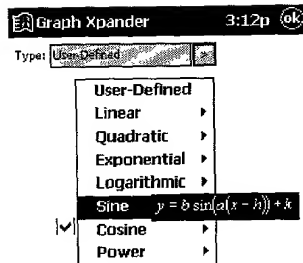 Graph Xpander 3:12p ok
Type: User-Defined
User-Defined
Linear
Quadratic
Exponential
Logarithmic
Sine y = b sin(a(x − h)) + k
Cosine
Power